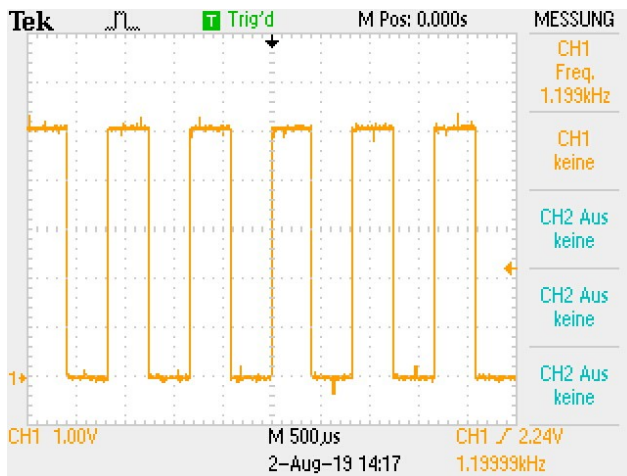 Tek T Trig'd M Pos: 0.000s MESSUNG
CH1
Freq.
1.199kHz
CH1
keine
CH2 Aus
keine
CH2 Aus
keine
CH2 Aus
keine
1
CH1 1.00V M 500µs CH1 2.24V
2-Aug-19 14:17 1.19999kHz